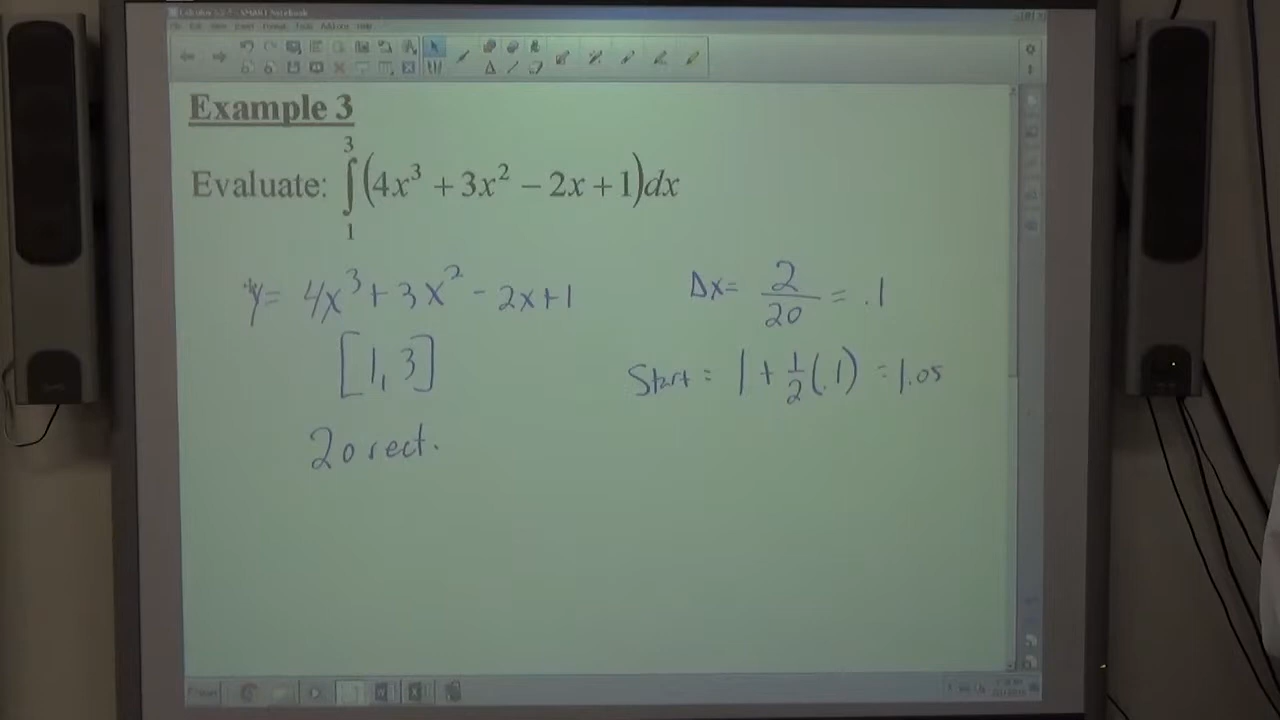 Example 3
Evaluate: ∫₁³ (4x³ + 3x² − 2x + 1)dx
y = 4x³ + 3x² - 2x + 1
Δx = 2/20 = .1
[1, 3]
Start = 1 + 1/2(.1) = 1.05
20 rect.